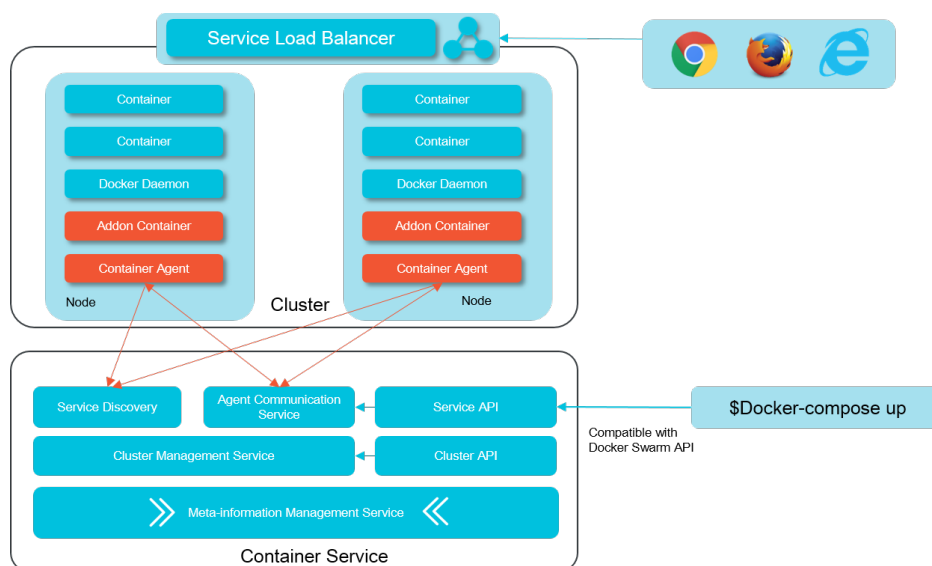 Service Load Balancer
Container
Container
Docker Daemon
Addon Container
Container Agent
Node
Container
Container
Docker Daemon
Addon Container
Container Agent
Node
Cluster
Service Discovery
Agent Communication
Service
Service API
$Docker-compose up
Compatible with
Docker Swarm API
Cluster Management Service
Cluster API
Meta-information Management Service
Container Service